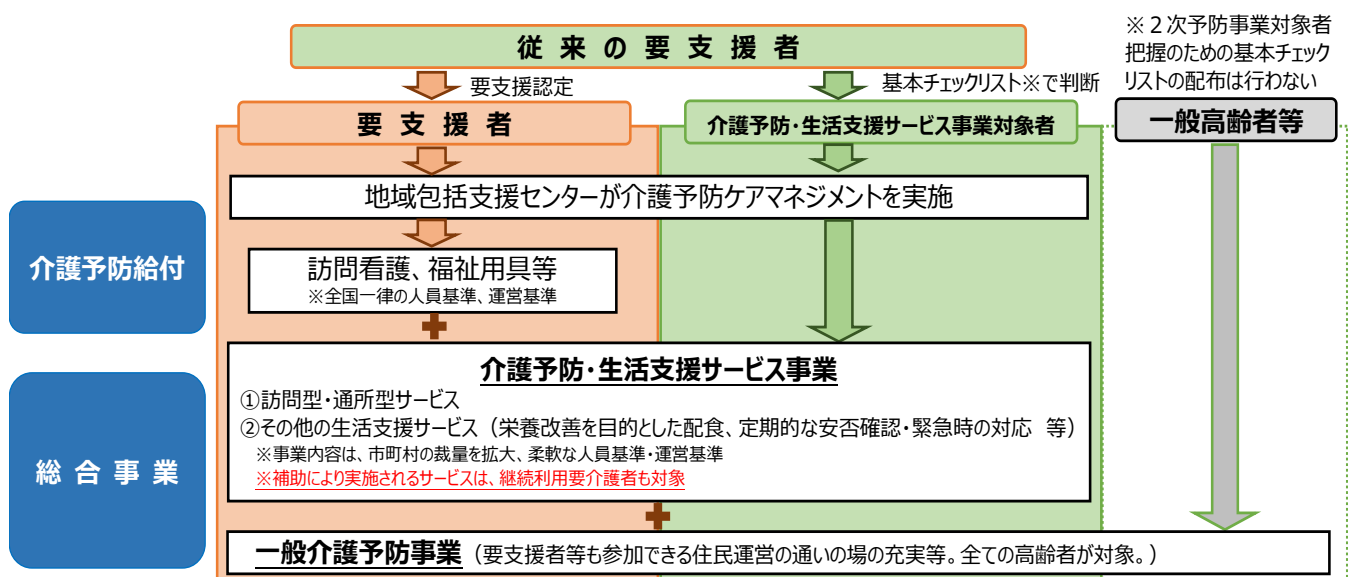 従来の要支援者
※２次予防事業対象者
把握のための基本チェック
リストの配布は行わない
要支援認定
基本チェックリスト※で判断
要支援者
介護予防・生活支援サービス事業対象者
一般高齢者等
地域包括支援センターが介護予防ケアマネジメントを実施
介護予防給付
訪問看護、福祉用具等
※全国一律の人員基準、運営基準
総合事業
介護予防・生活支援サービス事業
①訪問型・通所型サービス
②その他の生活支援サービス（栄養改善を目的とした配食、定期的な安否確認・緊急時の対応 等）
※事業内容は、市町村の裁量を拡大、柔軟な人員基準・運営基準
※補助により実施されるサービスは、継続利用要介護者も対象
一般介護予防事業（要支援者等も参加できる住民運営の通いの場の充実等。全ての高齢者が対象。）